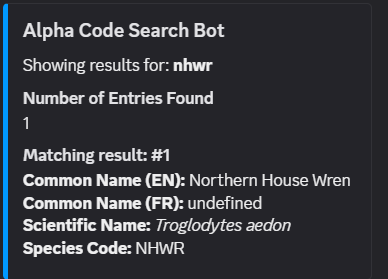 Alpha Code Search Bot
Showing results for: nhwr
Number of Entries Found
1
Matching result: #1
Common Name (EN): Northern House Wren
Common Name (FR): undefined
Scientific Name: Troglodytes aedon
Species Code: NHWR